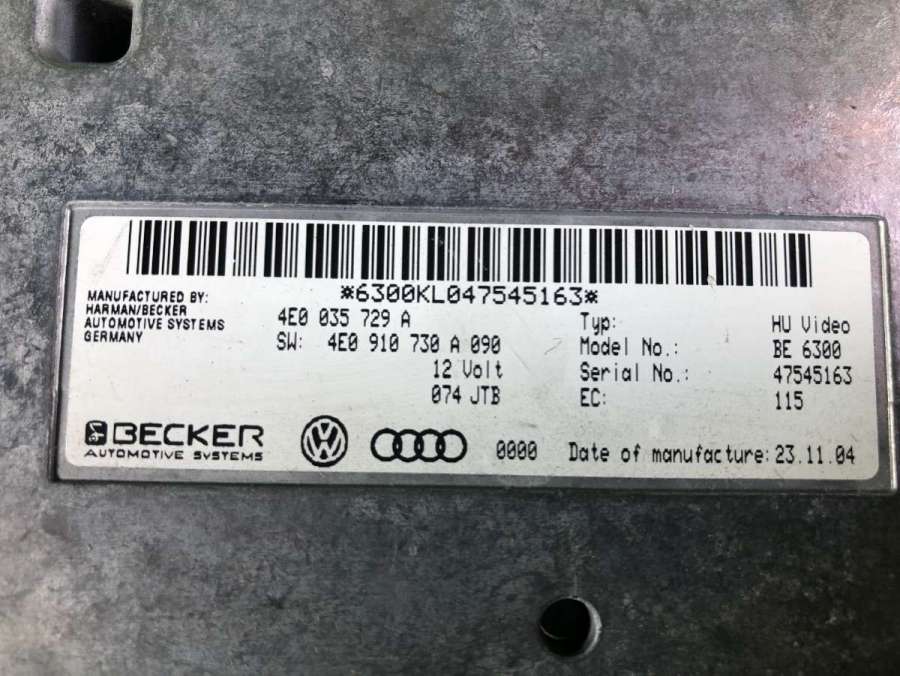 *6300KL047545163*
MANUFACTURED BY:
HARMAN/BECKER
AUTOMOTIVE SYSTEMS
GERMANY
4E0 035 729 A
SW: 4E0 910 730 A 090
12 Volt
074 JTB
Typ: HU Video
Model No.: BE 6300
Serial No.: 47545163
EC: 115
BECKER
AUTOMOTIVE SYSTEMS
VW
0000
Date of manufacture: 23.11.04